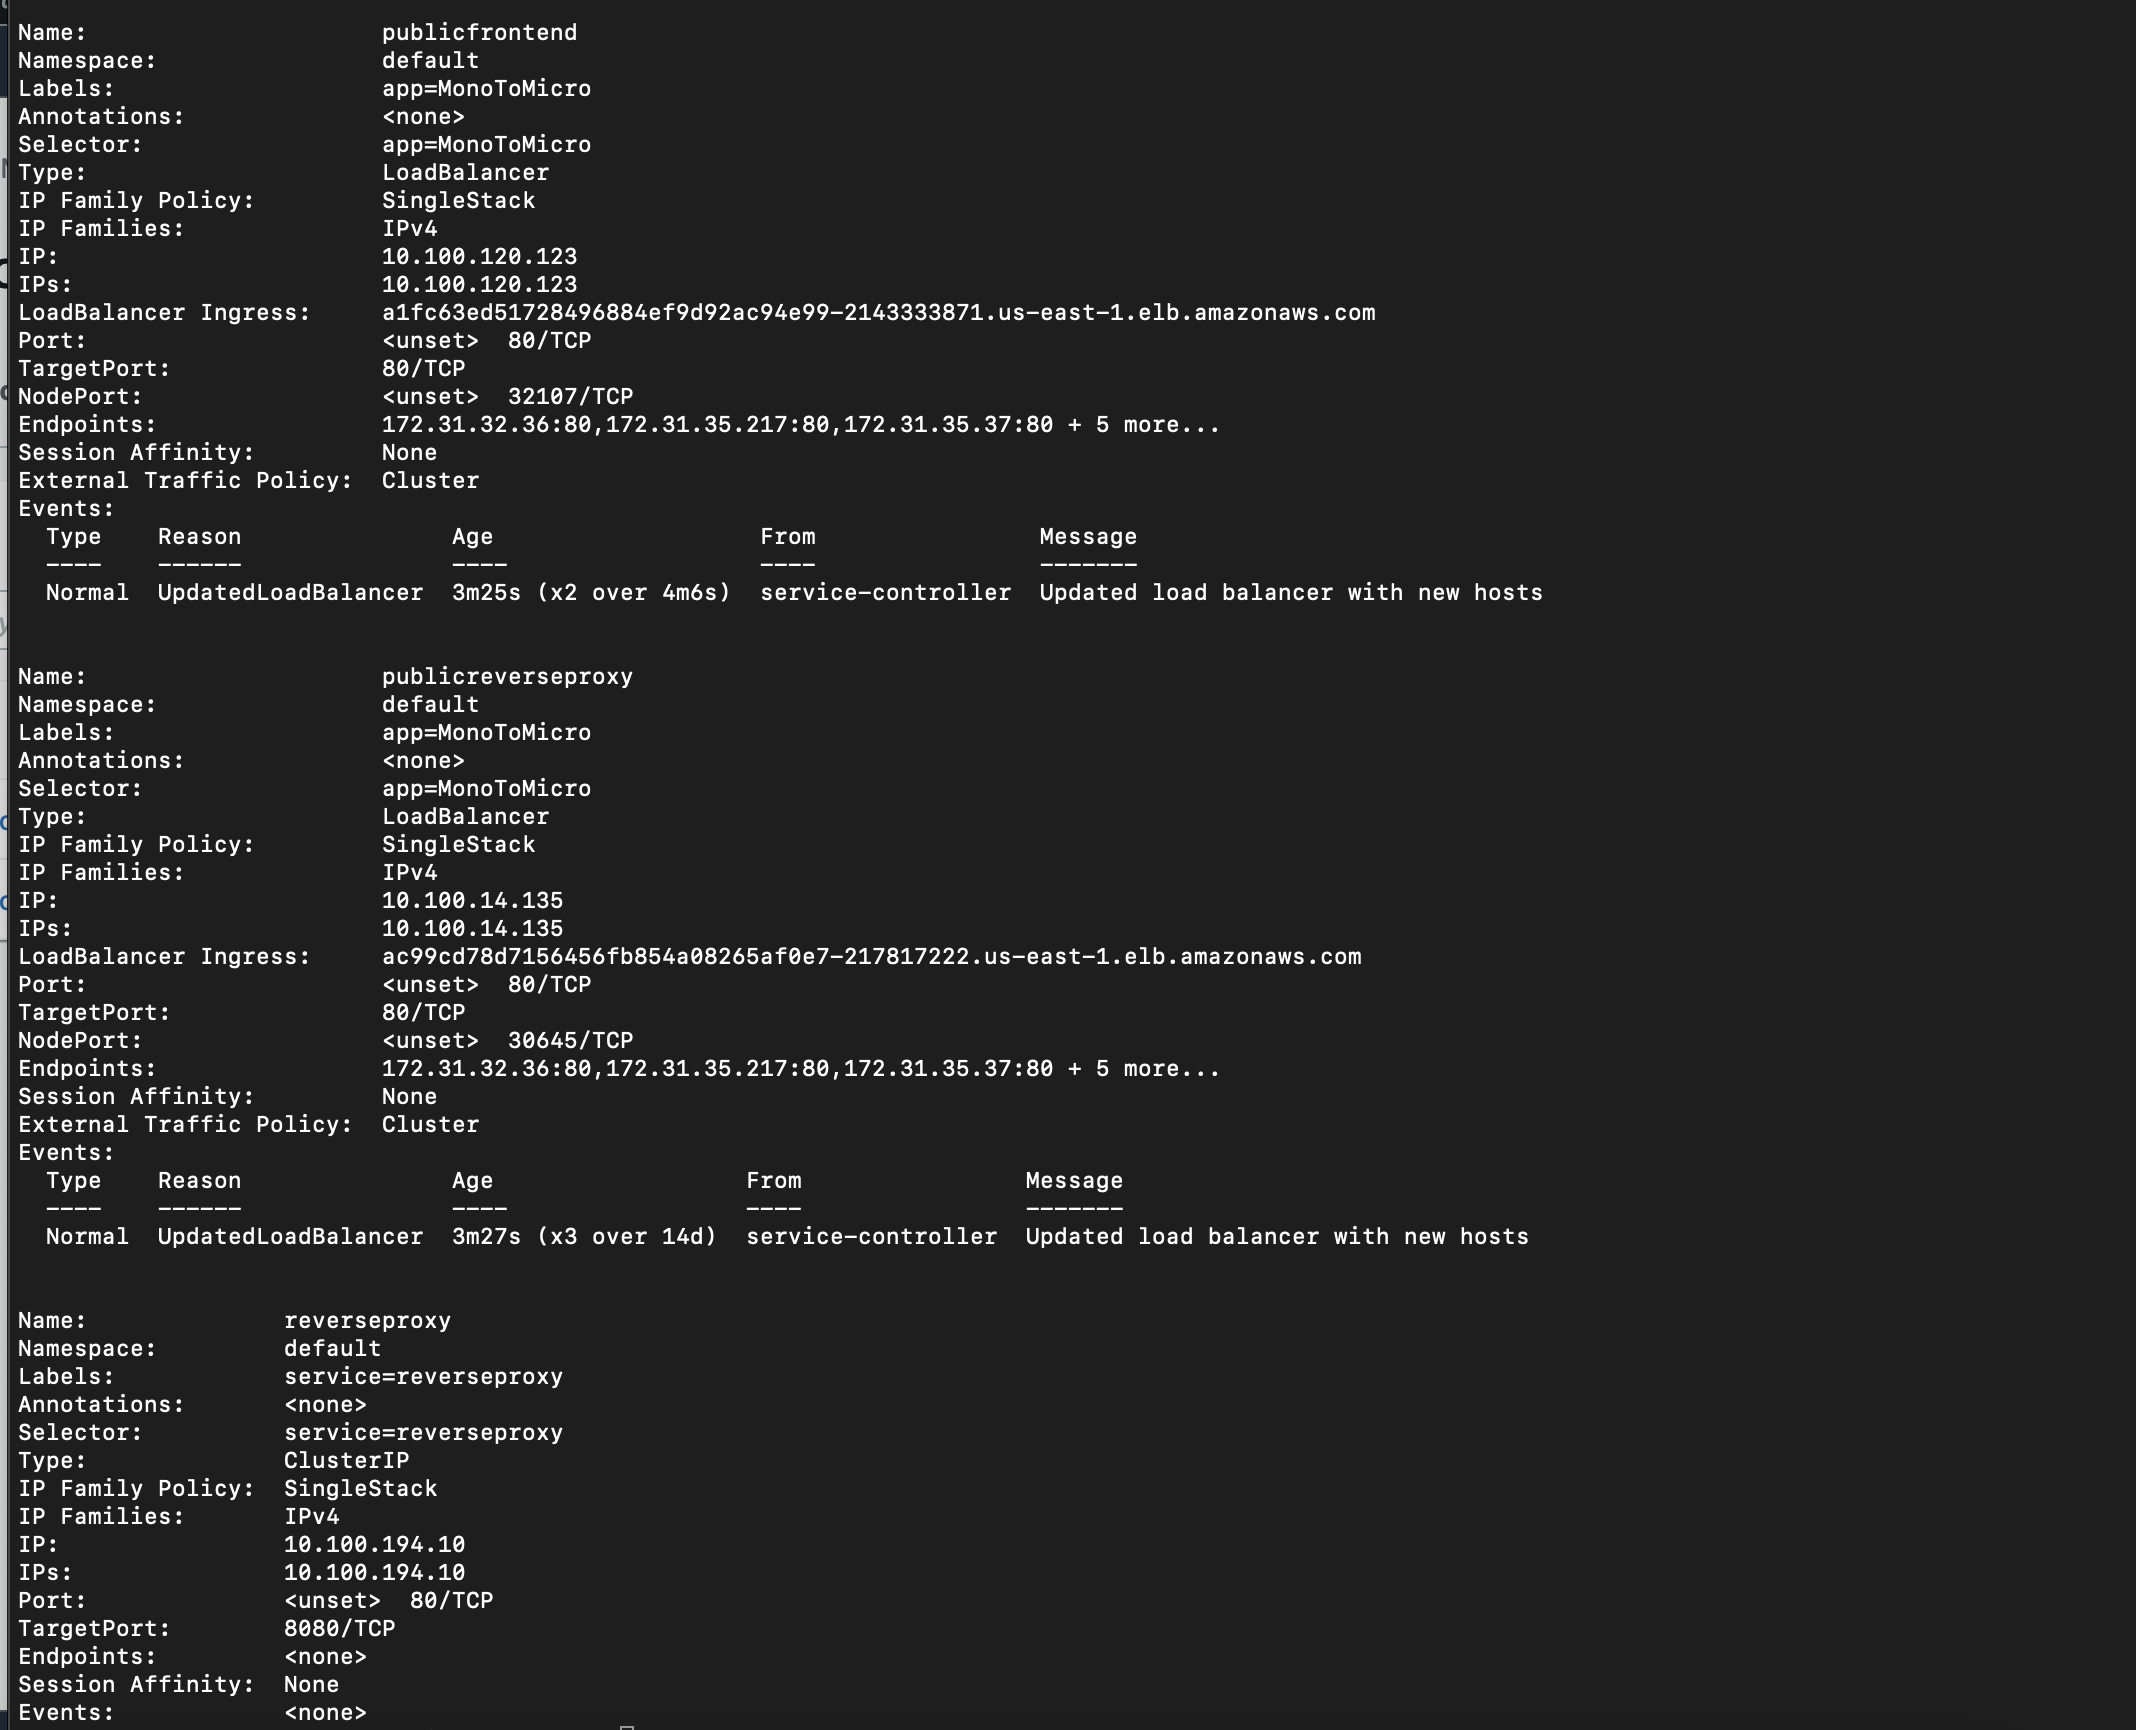 Name:                     publicfrontend
Namespace:                default
Labels:                   app=MonoToMicro
Annotations:              <none>
Selector:                 app=MonoToMicro
Type:                     LoadBalancer
IP Family Policy:         SingleStack
IP Families:              IPv4
IP:                       10.100.120.123
IPs:                      10.100.120.123
LoadBalancer Ingress:     a1fc63ed51728496884ef9d92ac94e99-2143333871.us-east-1.elb.amazonaws.com
Port:                     <unset>  80/TCP
TargetPort:               80/TCP
NodePort:                 <unset>  32107/TCP
Endpoints:                172.31.32.36:80,172.31.35.217:80,172.31.35.37:80 + 5 more...
Session Affinity:         None
External Traffic Policy:  Cluster
Events:
  Type    Reason               Age                   From                Message
  ----    ------               ----                  ----                -------
  Normal  UpdatedLoadBalancer  3m25s (x2 over 4m6s)  service-controller  Updated load balancer with new hosts
Name:                     publicreverseproxy
Namespace:                default
Labels:                   app=MonoToMicro
Annotations:              <none>
Selector:                 app=MonoToMicro
Type:                     LoadBalancer
IP Family Policy:         SingleStack
IP Families:              IPv4
IP:                       10.100.14.135
IPs:                      10.100.14.135
LoadBalancer Ingress:     ac99cd78d7156456fb854a08265af0e7-217817222.us-east-1.elb.amazonaws.com
Port:                     <unset>  80/TCP
TargetPort:               80/TCP
NodePort:                 <unset>  30645/TCP
Endpoints:                172.31.32.36:80,172.31.35.217:80,172.31.35.37:80 + 5 more...
Session Affinity:         None
External Traffic Policy:  Cluster
Events:
  Type    Reason               Age                  From                Message
  ----    ------               ----                 ----                -------
  Normal  UpdatedLoadBalancer  3m27s (x3 over 14d)  service-controller  Updated load balancer with new hosts
Name:              reverseproxy
Namespace:         default
Labels:            service=reverseproxy
Annotations:       <none>
Selector:          service=reverseproxy
Type:              ClusterIP
IP Family Policy:  SingleStack
IP Families:       IPv4
IP:                10.100.194.10
IPs:               10.100.194.10
Port:              <unset>  80/TCP
TargetPort:        8080/TCP
Endpoints:         <none>
Session Affinity:  None
Events:            <none>